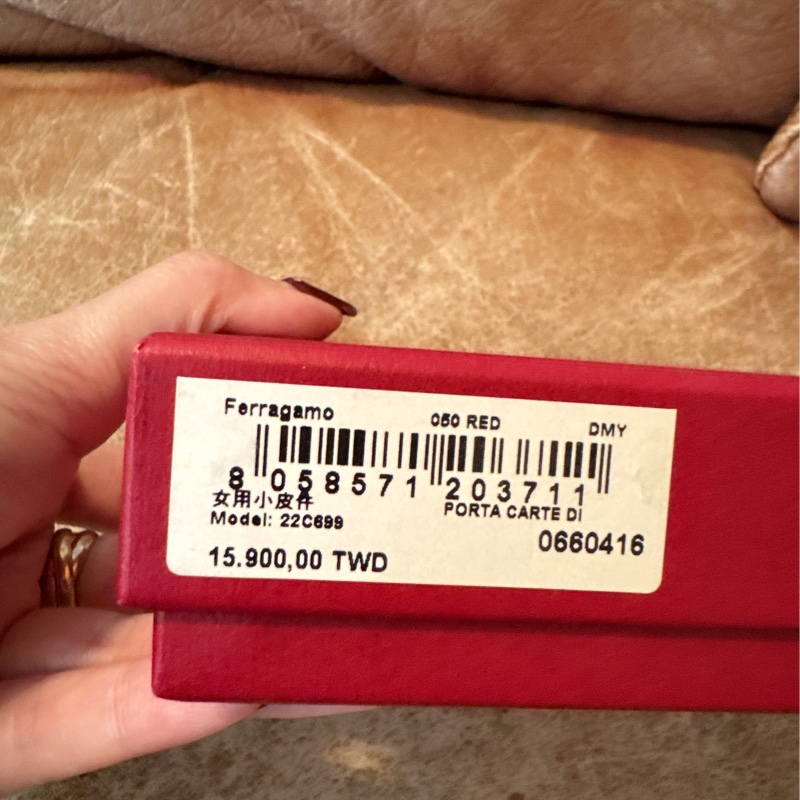 Ferragamo 050 RED DMY
8 058571 203711
女用小皮件 PORTA CARTE DI
Model: 22C699 0660416
15.900,00 TWD